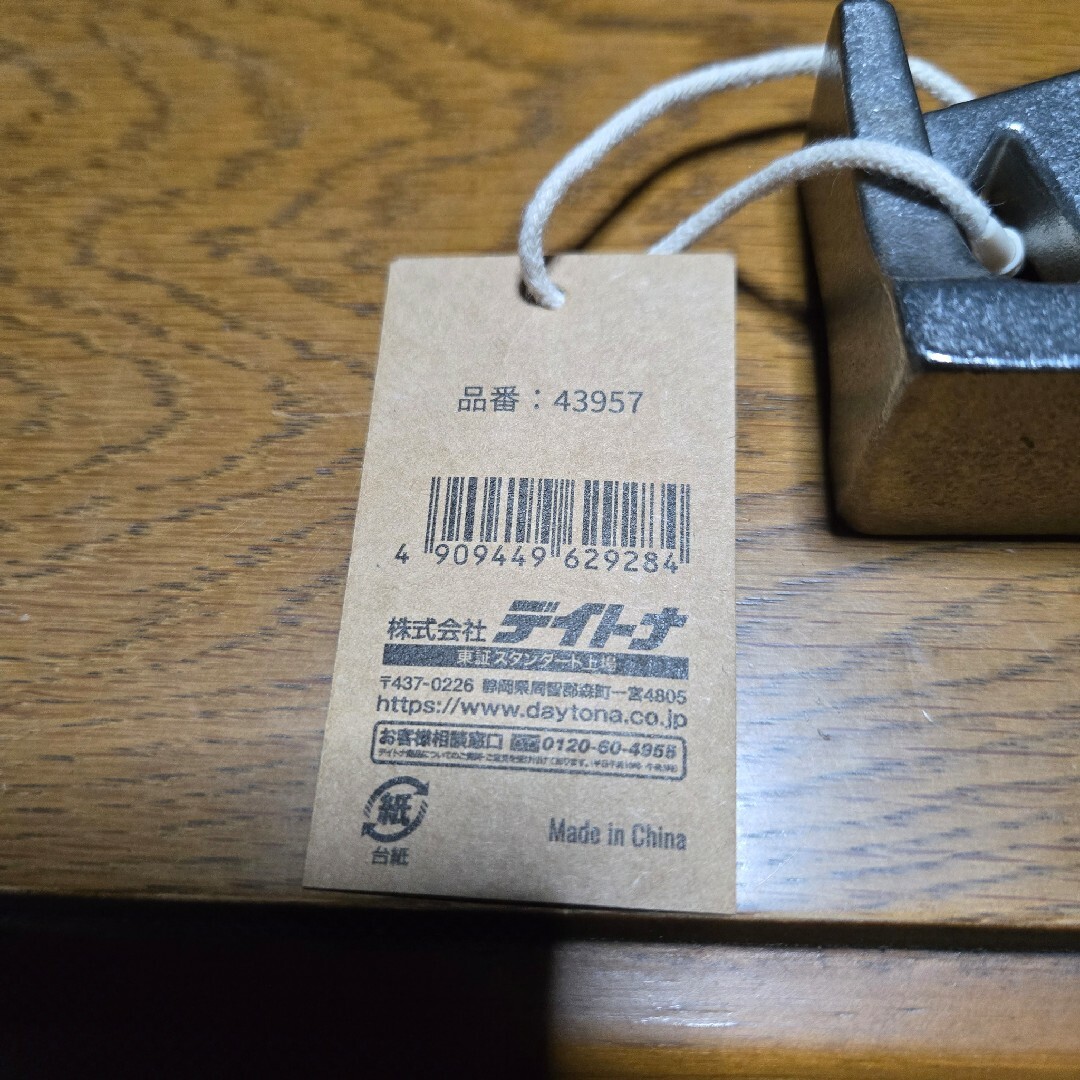 品番：43957
4 909449 629284
株式会社 デイトナ
東証スタンダード上場
〒437-0226 静岡県周智郡森町一宮4805
https://www.daytona.co.jp
お客様相談窓口 0120-60-4955
紙
台紙
Made in China